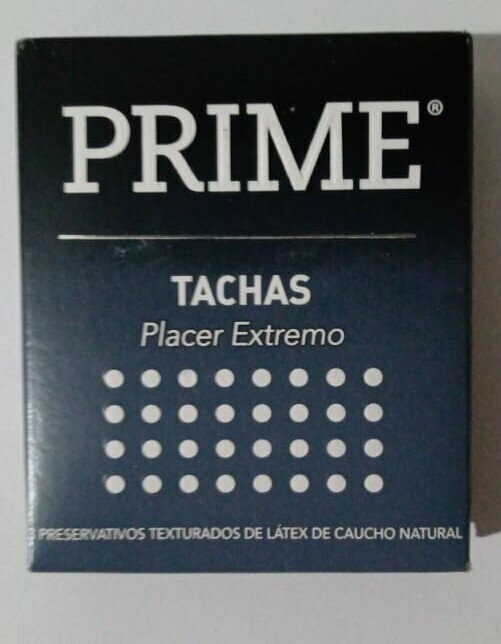 PRIME®
TACHAS
Placer Extremo
3 PRESERVATIVOS TEXTURADOS DE LÁTEX DE CAUCHO NATURAL